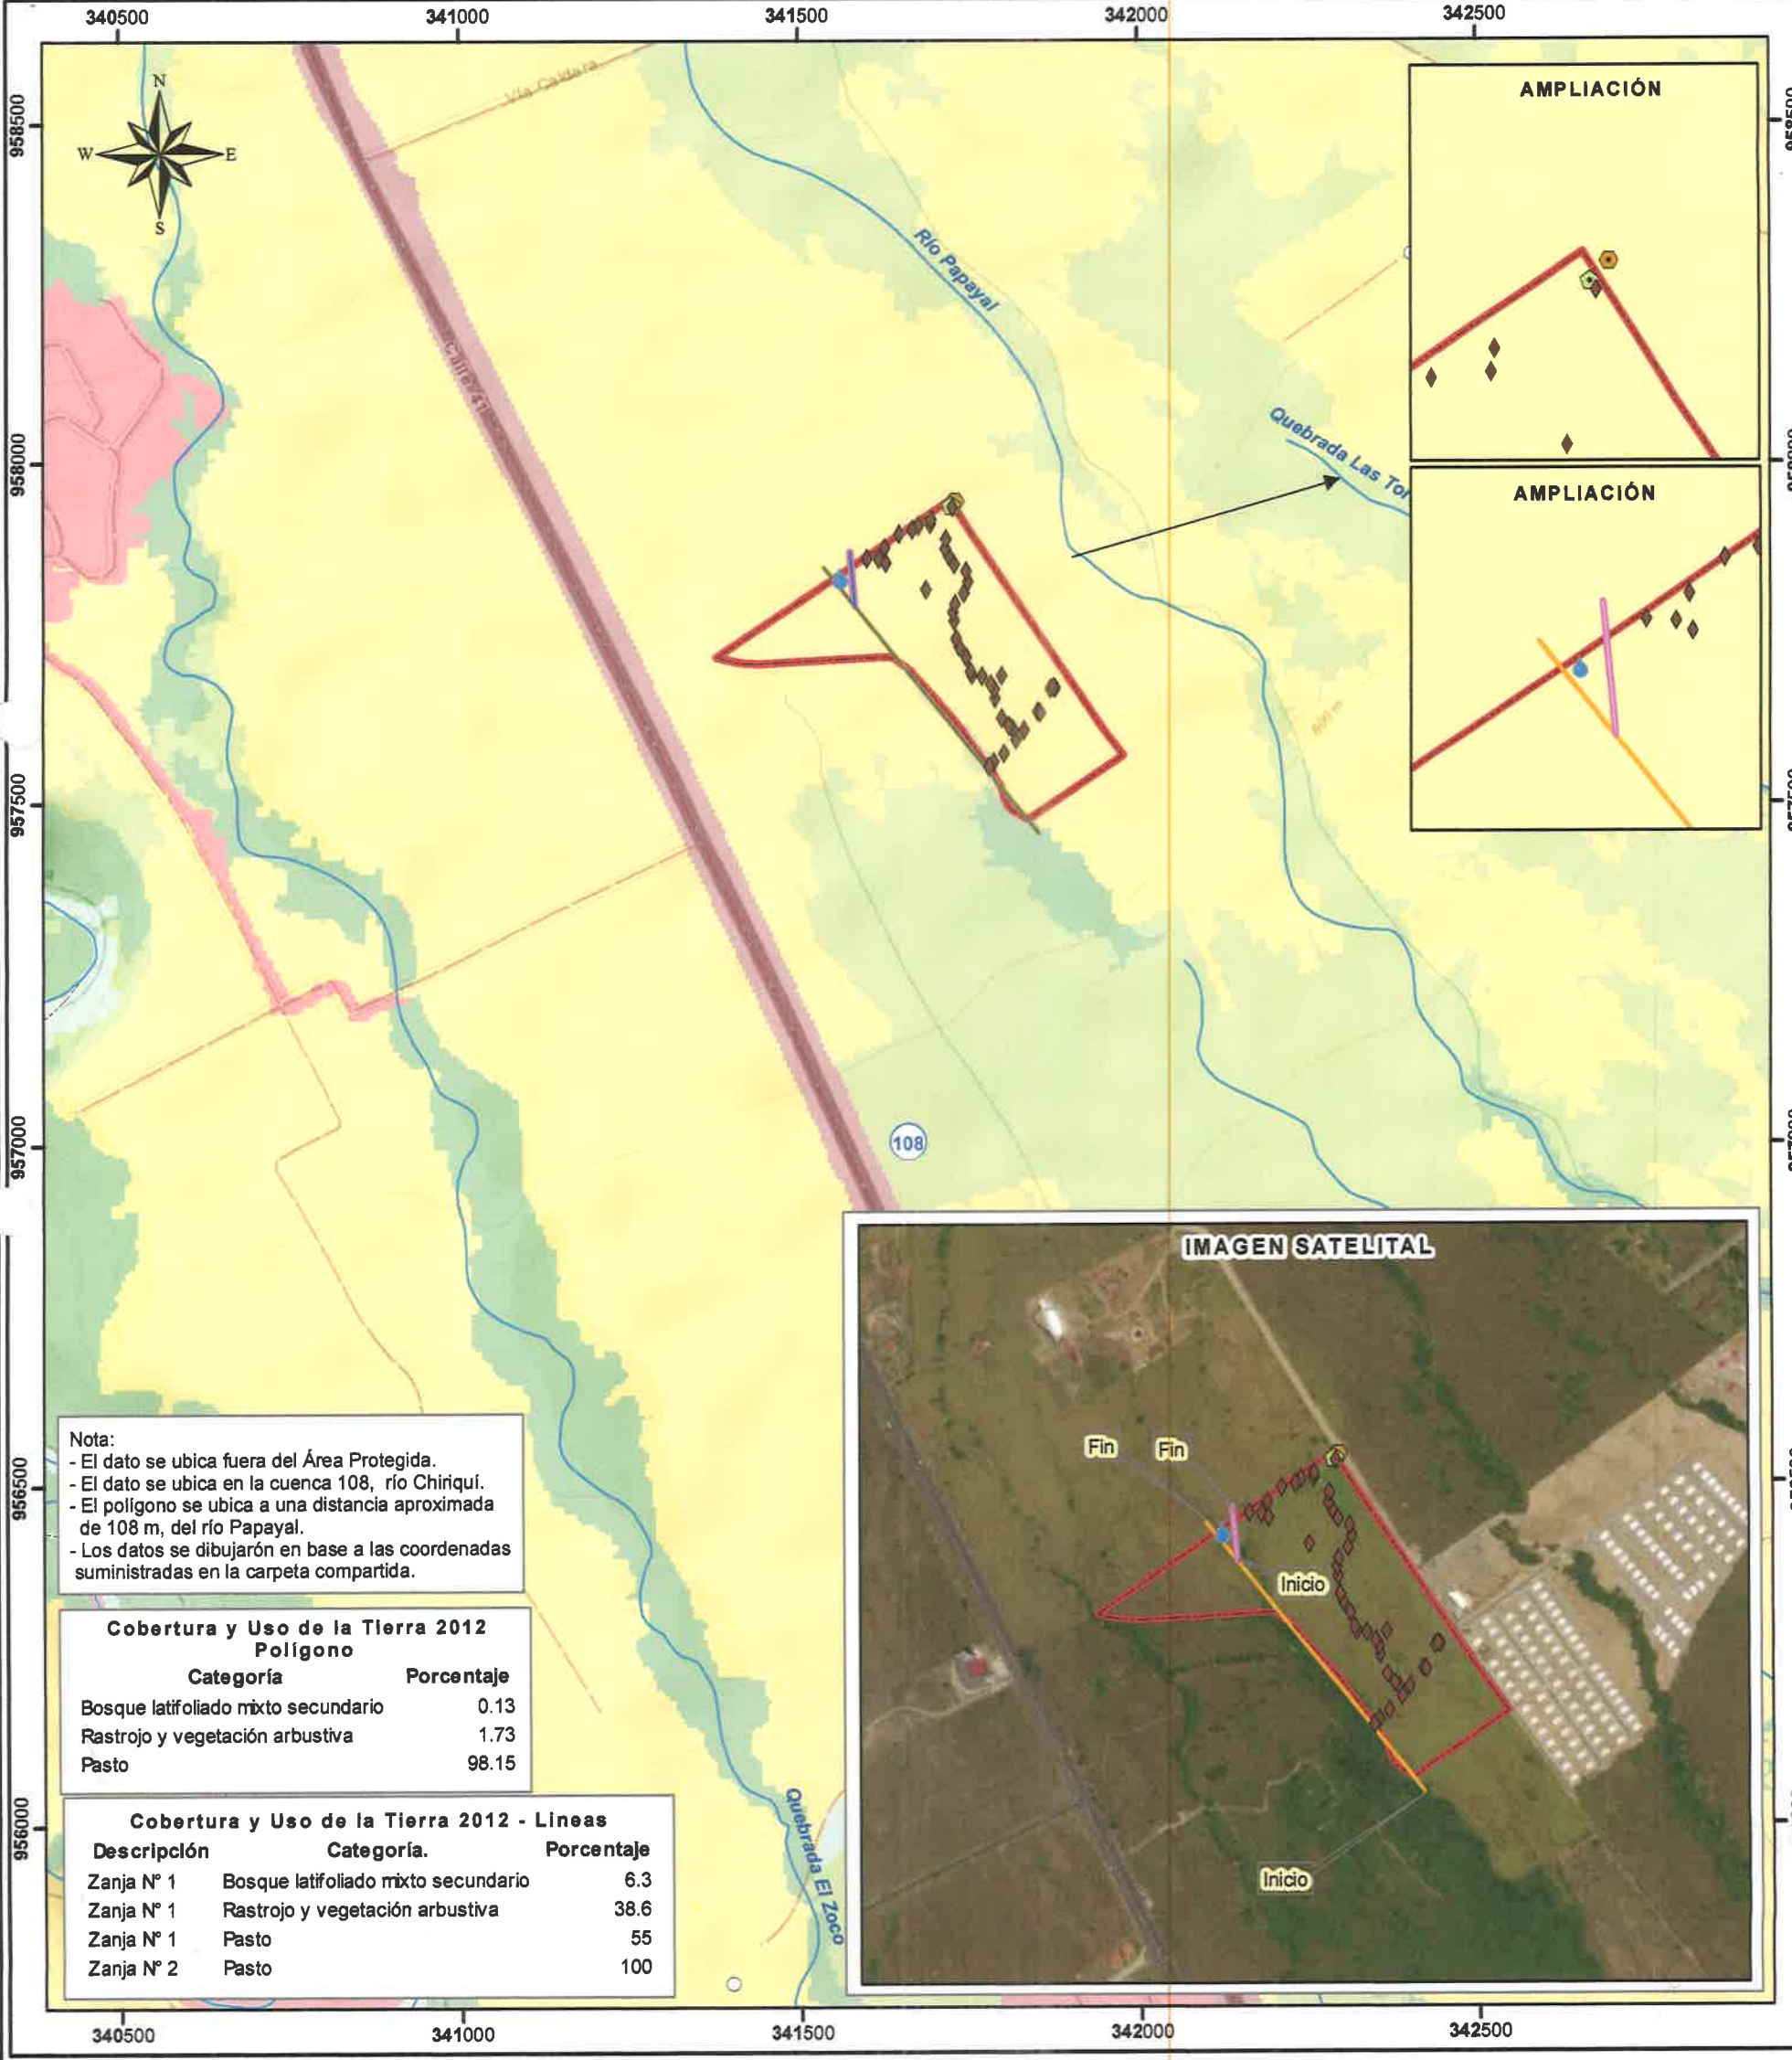 340500
341000
341500
342000
342500
958500
958000
957500
957000
956500
956000
N
W
E
S
Vía Caldera
Calle 41
Río Papayal
Quebrada Las Tor
AMPLIACIÓN
AMPLIACIÓN
108
IMAGEN SATELITAL
Fin
Fin
Inicio
Inicio
Nota:
- El dato se ubica fuera del Área Protegida.
- El dato se ubica en la cuenca 108, río Chiriquí.
- El polígono se ubica a una distancia aproximada
de 108 m, del río Papayal.
- Los datos se dibujarón en base a las coordenadas
suministradas en la carpeta compartida.
Cobertura y Uso de la Tierra 2012
Polígono
Categoría Porcentaje
Bosque latifoliado mixto secundario 0.13
Rastrojo y vegetación arbustiva 1.73
Pasto 98.15
Cobertura y Uso de la Tierra 2012 - Lineas
Descripción Categoría. Porcentaje
Zanja Nº 1 Bosque latifoliado mixto secundario 6.3
Zanja Nº 1 Rastrojo y vegetación arbustiva 38.6
Zanja Nº 1 Pasto 55
Zanja Nº 2 Pasto 100
Quebrada El Zoco
340500
341000
341500
342000
342500